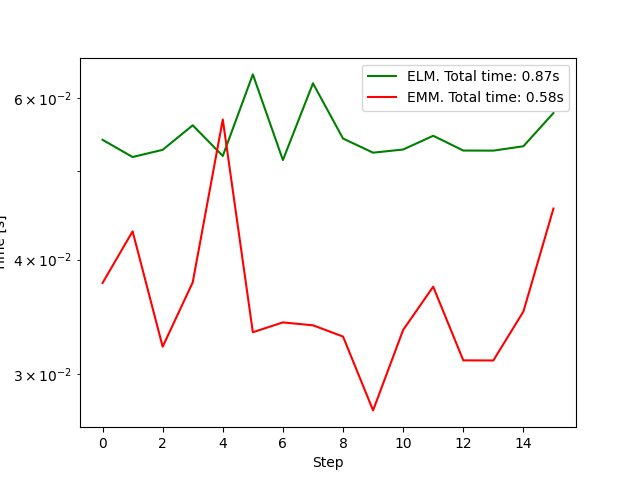 ELM. Total time: 0.87s
EMM. Total time: 0.58s
6 × 10⁻²
4 × 10⁻²
3 × 10⁻²
Time [s]
0 2 4 6 8 10 12 14
Step